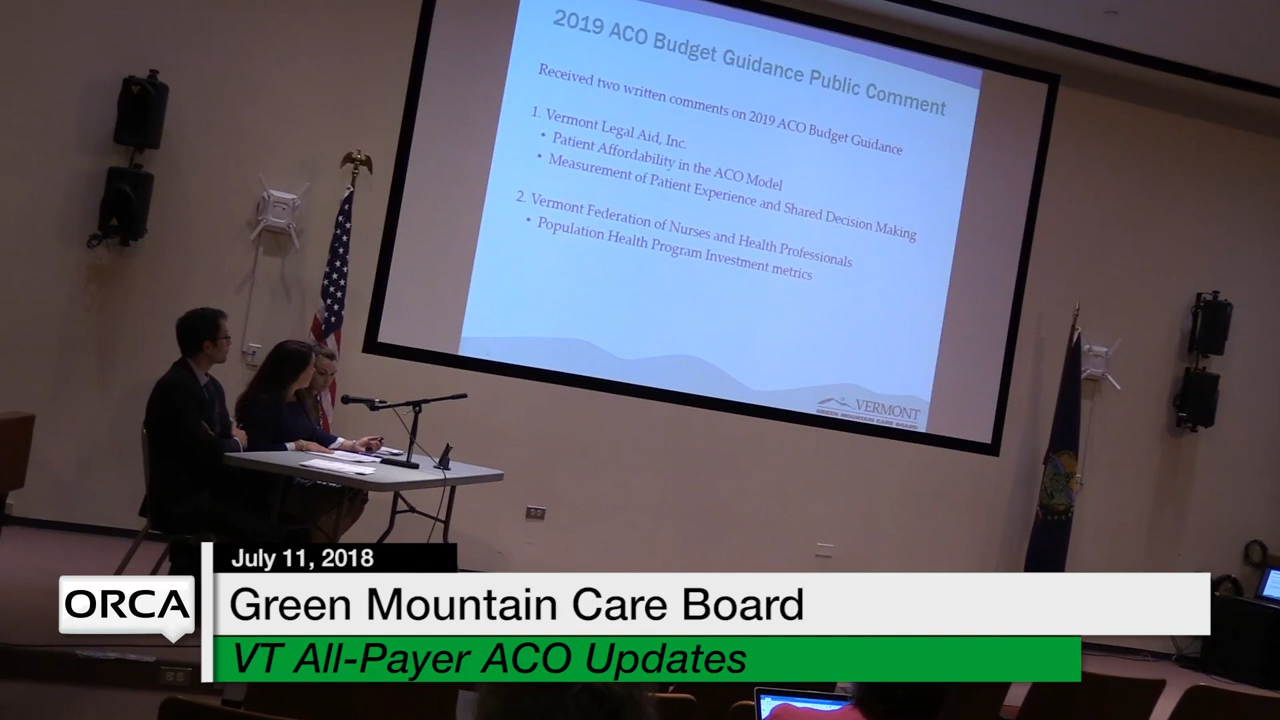 2019 ACO Budget Guidance Public Comment
Received two written comments on 2019 ACO Budget Guidance
1. Vermont Legal Aid, Inc.
• Patient Affordability in the ACO Model
• Measurement of Patient Experience and Shared Decision Making
2. Vermont Federation of Nurses and Health Professionals
• Population Health Program Investment metrics
VERMONT
GREEN MOUNTAIN CARE BOARD
July 11, 2018
ORCA
Green Mountain Care Board
VT All-Payer ACO Updates